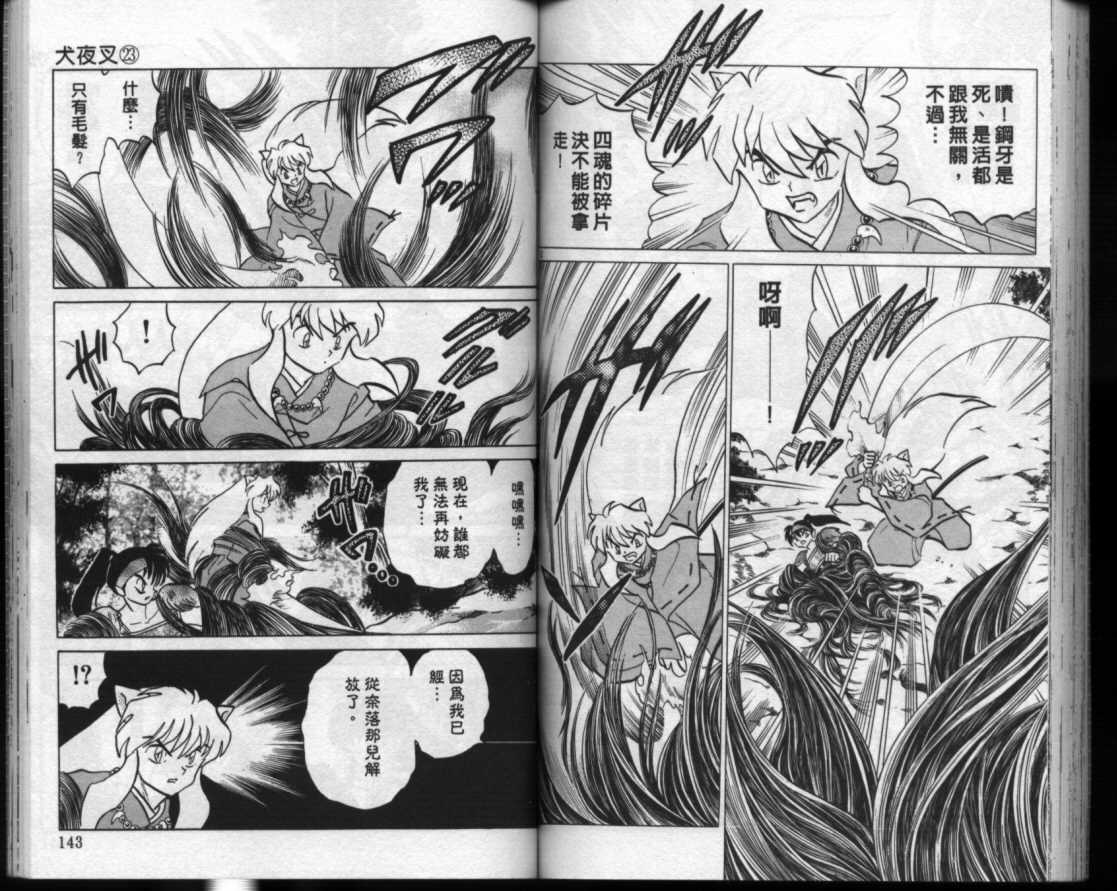 嘖！鋼牙是
死、是活都
跟我無關，
不過…
四魂的碎片
決不能被拿
走！
呀啊——！
犬夜叉㉓
什麼…
只有毛髮？
！
嘿嘿嘿…
現在，誰都
無法再妨礙
我了…
因為我已
經…
從奈落那兒解
放了。
！？
143